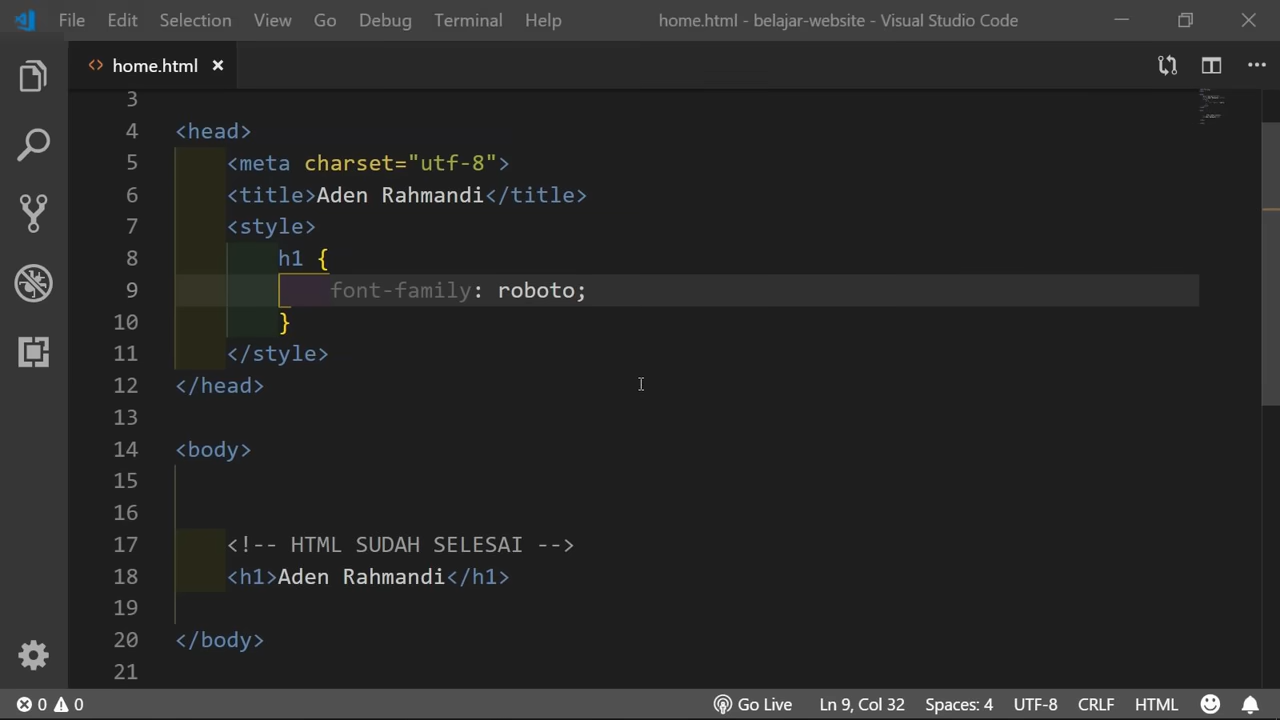 File Edit Selection View Go Debug Terminal Help home.html - belajar-website - Visual Studio Code
<> home.html ×
3
4 <head>
5 <meta charset="utf-8">
6 <title>Aden Rahmandi</title>
7 <style>
8 h1 {
9 font-family: roboto;
10 }
11 </style>
12 </head>
13
14 <body>
15
16
17 <!-- HTML SUDAH SELESAI -->
18 <h1>Aden Rahmandi</h1>
19
20 </body>
21
0 0 Go Live Ln 9, Col 32 Spaces: 4 UTF-8 CRLF HTML